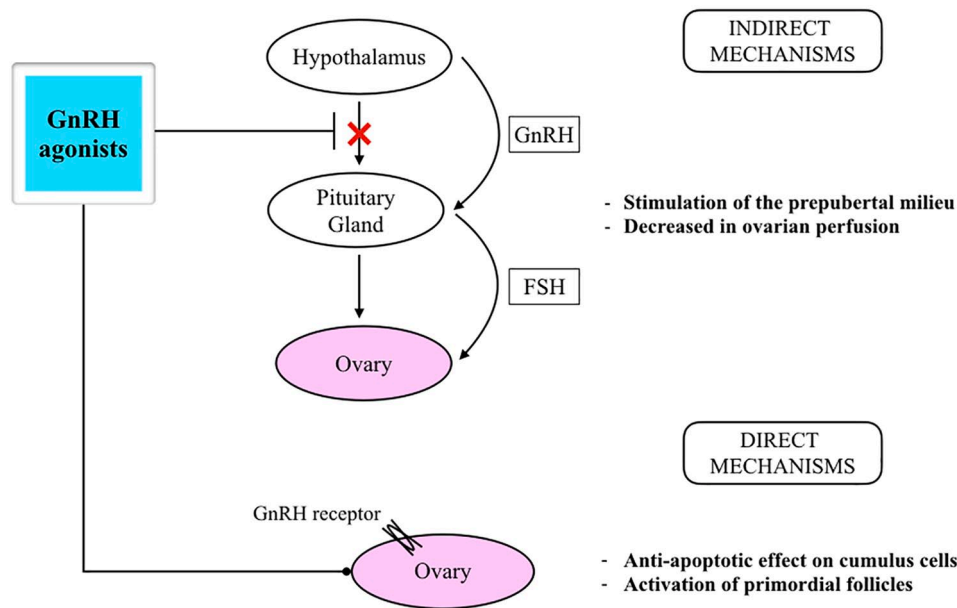 Hypothalamus
INDIRECT
MECHANISMS
GnRH
agonists
GnRH
Pituitary
Gland
- Stimulation of the prepubertal milieu
- Decreased in ovarian perfusion
FSH
Ovary
DIRECT
MECHANISMS
GnRH receptor
Ovary
- Anti-apoptotic effect on cumulus cells
- Activation of primordial follicles